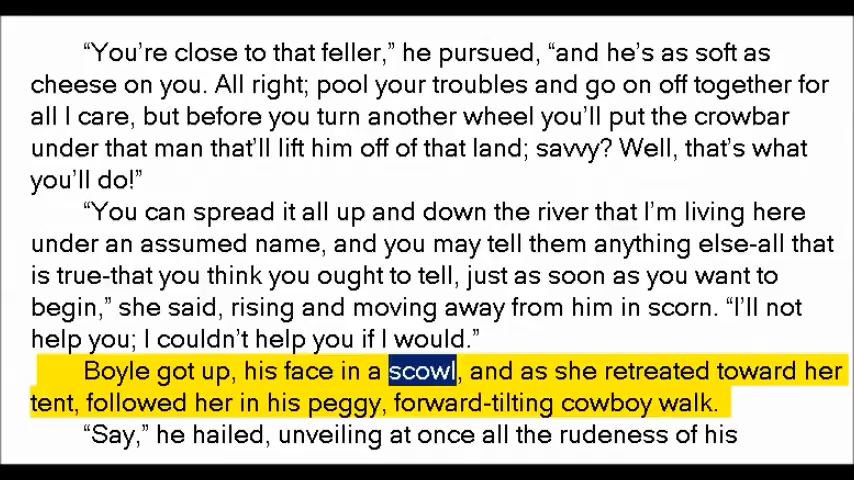 “You’re close to that feller,” he pursued, “and he’s as soft as
cheese on you. All right; pool your troubles and go on off together for
all I care, but before you turn another wheel you’ll put the crowbar
under that man that’ll lift him off of that land; savvy? Well, that’s what
you’ll do!”
“You can spread it all up and down the river that I’m living here
under an assumed name, and you may tell them anything else-all that
is true-that you think you ought to tell, just as soon as you want to
begin,” she said, rising and moving away from him in scorn. “I’ll not
help you; I couldn’t help you if I would.”
Boyle got up, his face in a scowl, and as she retreated toward her
tent, followed her in his peggy, forward-tilting cowboy walk.
“Say,” he hailed, unveiling at once all the rudeness of his